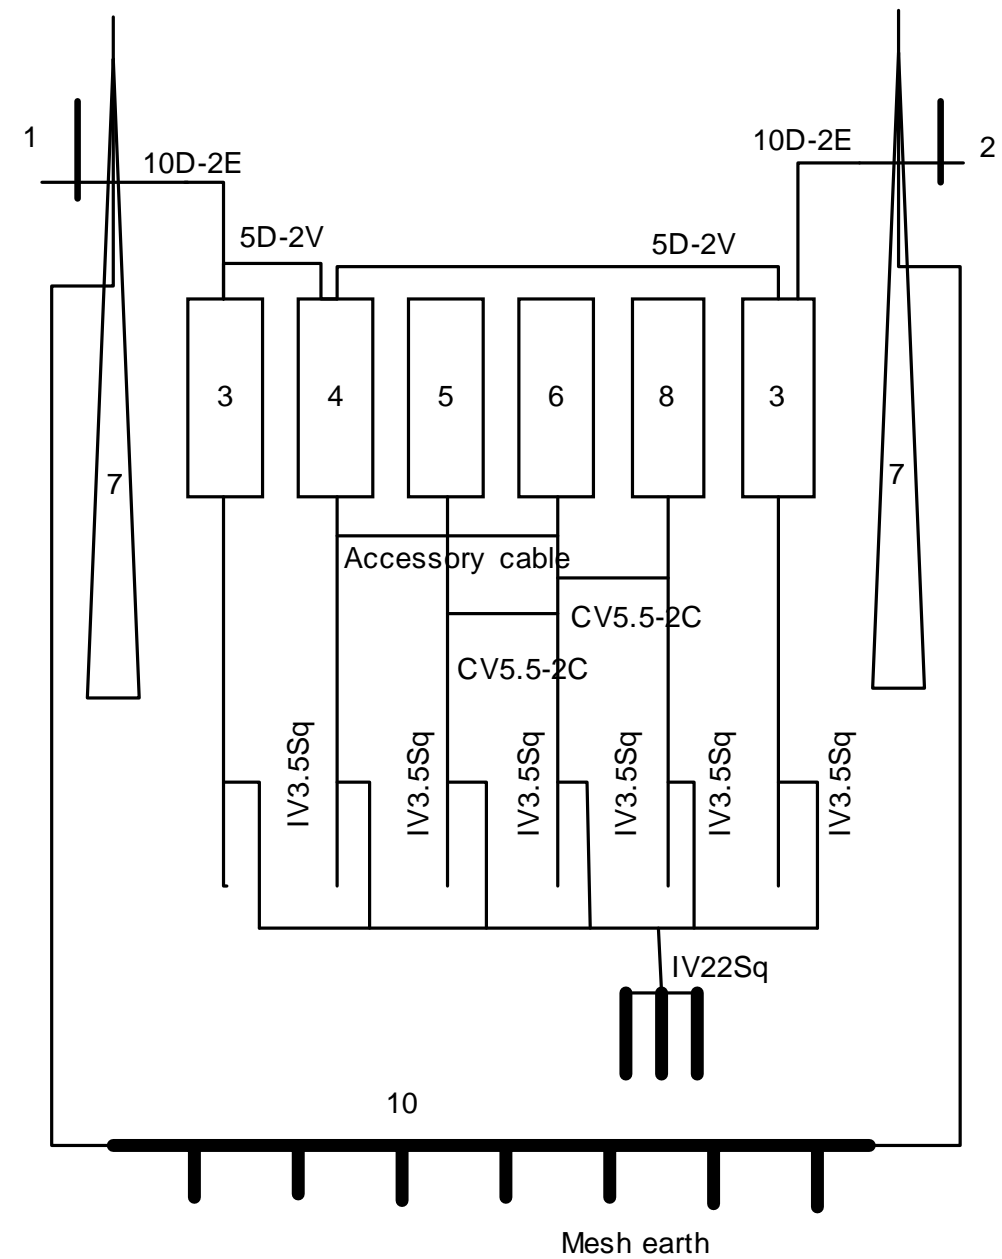 1
10D-2E
10D-2E
2
5D-2V
5D-2V
3
4
5
6
8
3
7
7
Accessory cable
CV5.5-2C
CV5.5-2C
IV3.5Sq
IV3.5Sq
IV3.5Sq
IV3.5Sq
IV3.5Sq
IV3.5Sq
IV22Sq
10
Mesh earth